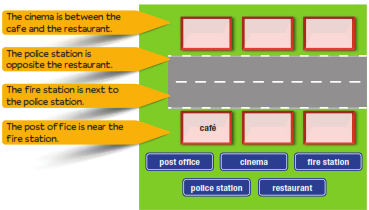 The cinema is between the
cafe and the restaurant.
The police station is
opposite the restaurant.
The fire station is next to
the police station.
The post office is near the
fire station.
café
post office
cinema
fire station
police station
restaurant